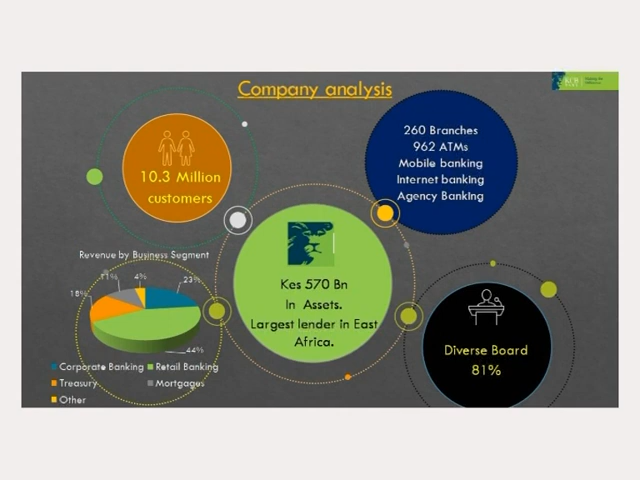 Company analysis
KCB
10.3 Million
customers
260 Branches
962 ATMs
Mobile banking
Internet banking
Agency Banking
Kes 570 Bn
In Assets.
Largest lender in East
Africa.
Revenue by Business Segment
11%
4%
23%
18%
44%
Corporate Banking
Retail Banking
Treasury
Mortgages
Other
Diverse Board
81%